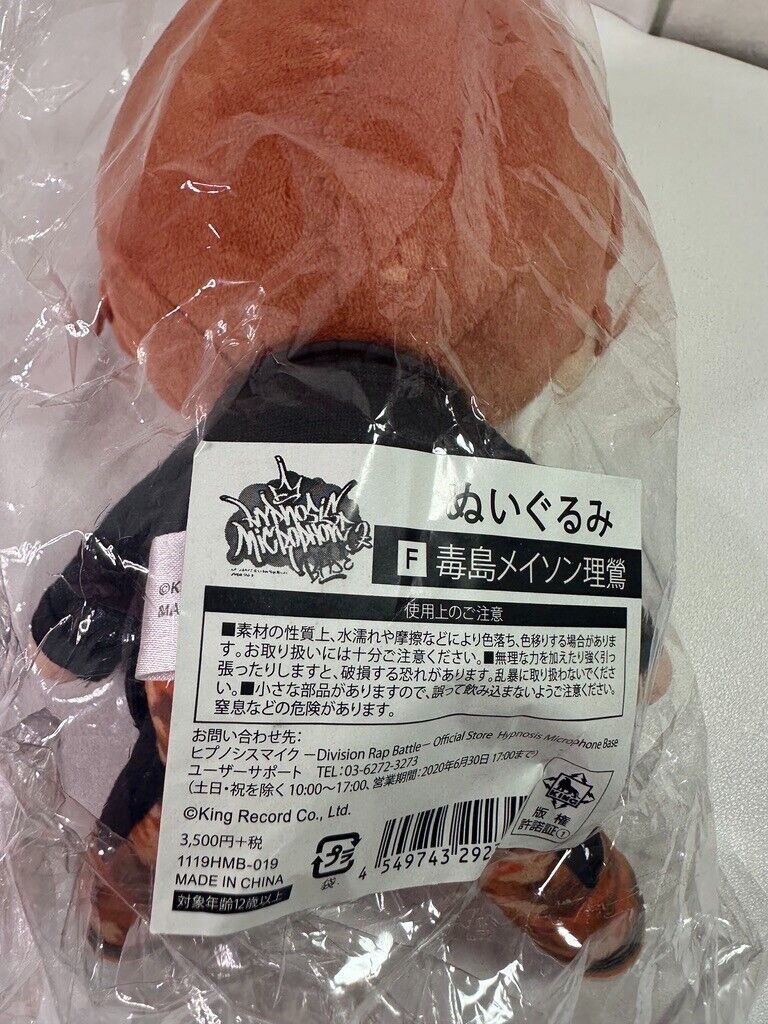 HYPNOSIS
MICROPHONE
BASE
ぬいぐるみ
F 毒島メイソン理鶯
©K
MA
使用上のご注意
■素材の性質上、水濡れや摩擦などにより色落ち、色移りする場合がありま
す。お取り扱いには十分ご注意ください。■無理な力を加えたり強く引っ
張ったりしますと、破損する恐れがあります。乱暴に取り扱わないでくださ
い。■小さな部品がありますので、誤って飲み込まないようご注意ください。
窒息などの危険があります。
お問い合わせ先:
ヒプノシスマイク −Division Rap Battle− Official Store Hypnosis Microphone Base
ユーザーサポート TEL:03-6272-3273
(土日・祝を除く 10:00〜17:00、営業期間:2020年6月30日 17:00まで)
©King Record Co., Ltd.
3,500円+税
1119HMB-019
MADE IN CHINA
対象年齢12歳以上
プラ
袋
4 549743 292
KING
版権
許諾証①